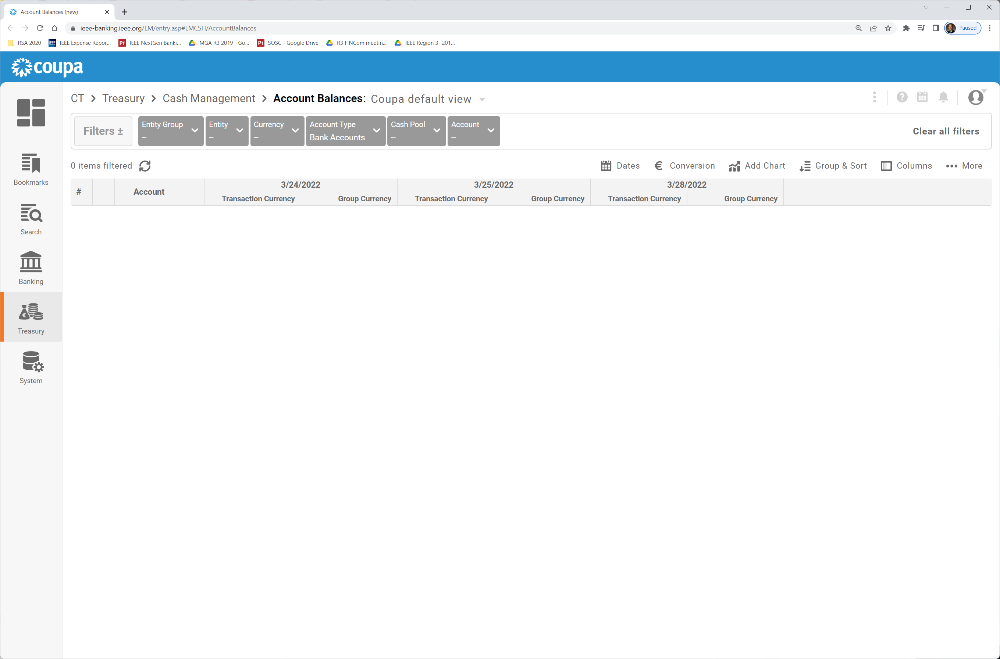 Account Balances (new)
ieee-banking.ieee.org/LM/entry.asp#LMCSH/AccountBalances
Paused
RSA 2020
IEEE
IEEE Expense Repor...
Pf
IEEE NextGen Banki...
MGA R3 2019 - Go...
Pf
SOSC - Google Drive
R3 FINCom meetin...
IEEE Region 3- 201...
coupa
CT > Treasury > Cash Management > Account Balances: Coupa default view
Filters ±
Entity Group
--
Entity
--
Currency
--
Account Type
Bank Accounts
Cash Pool
--
Account
--
Clear all filters
0 items filtered
Dates
€ Conversion
Add Chart
Group & Sort
Columns
More
# Account
3/24/2022 3/25/2022 3/28/2022
Transaction Currency Group Currency Transaction Currency Group Currency Transaction Currency Group Currency
Bookmarks
Search
Banking
€
Treasury
System